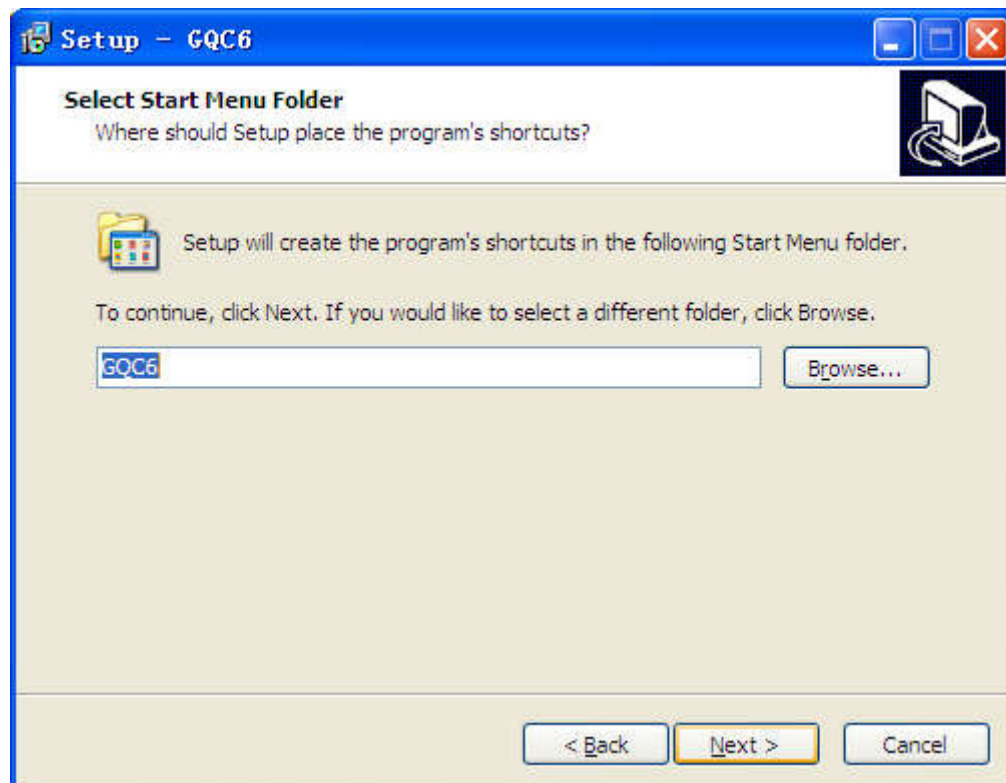 Setup - GQC6
Select Start Menu Folder
Where should Setup place the program's shortcuts?
Setup will create the program's shortcuts in the following Start Menu folder.
To continue, click Next. If you would like to select a different folder, click Browse.
GQC6
Browse...
< Back
Next >
Cancel